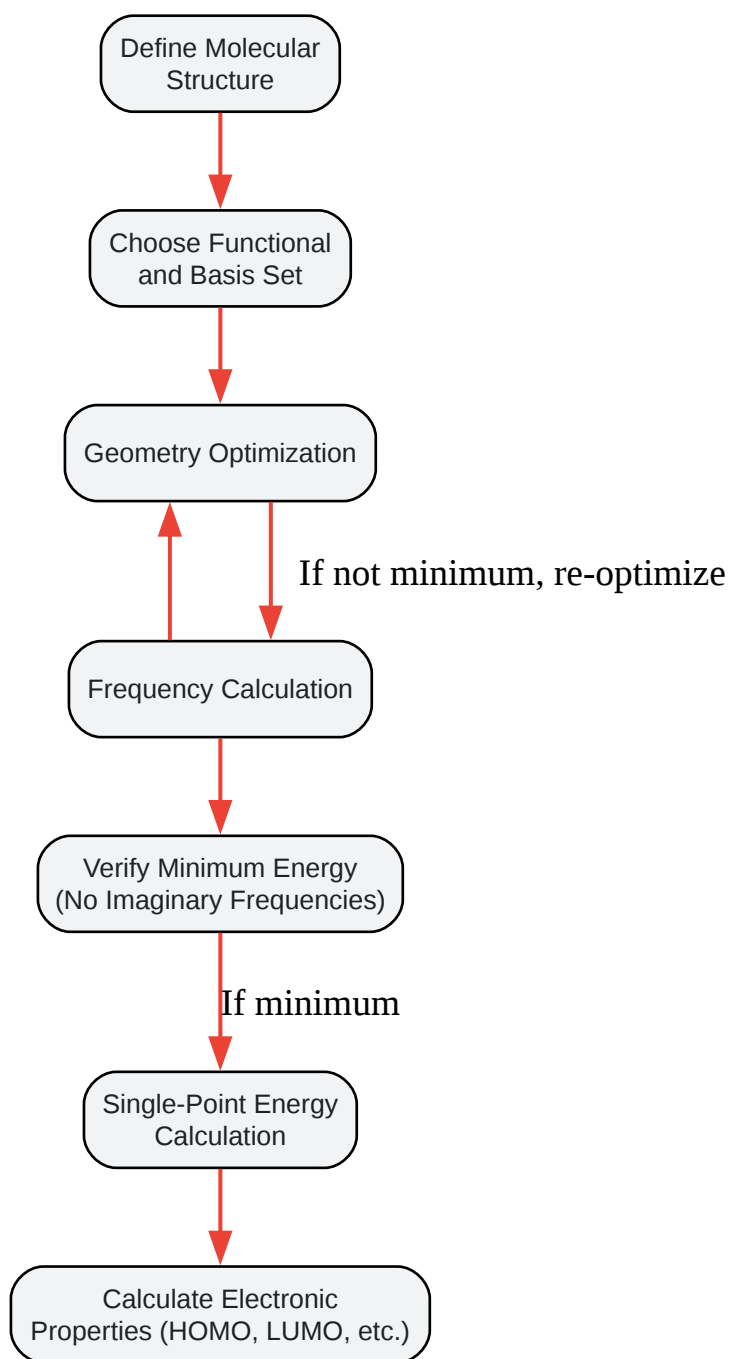 Define Molecular
Structure
Choose Functional
and Basis Set
Geometry Optimization
If not minimum, re-optimize
Frequency Calculation
Verify Minimum Energy
(No Imaginary Frequencies)
If minimum
Single-Point Energy
Calculation
Calculate Electronic
Properties (HOMO, LUMO, etc.)